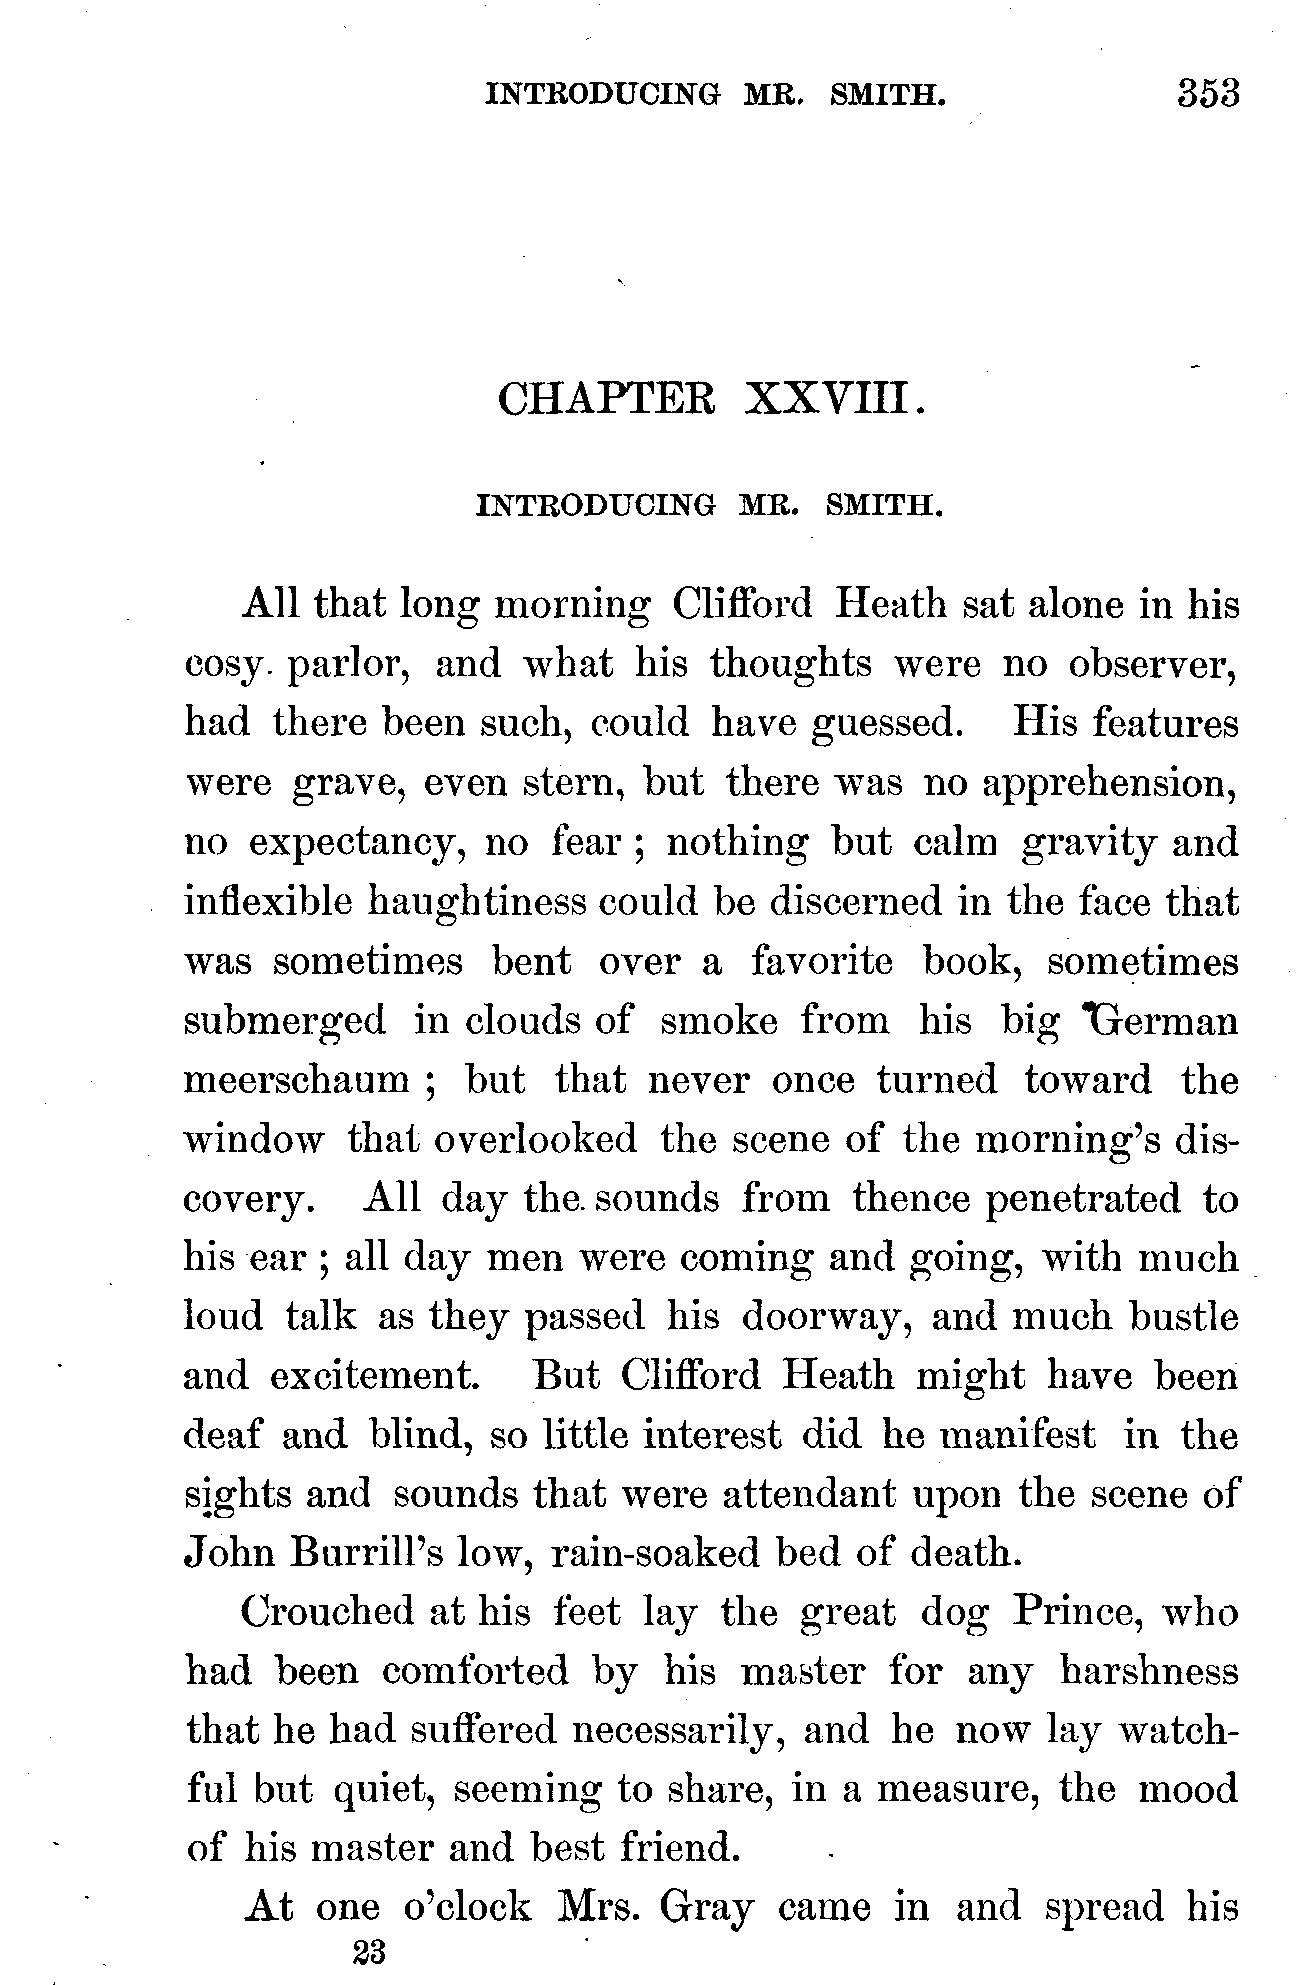 INTRODUCING MR. SMITH. 353
CHAPTER XXVIII.
INTRODUCING MR. SMITH.
All that long morning Clifford Heath sat alone in his
cosy parlor, and what his thoughts were no observer,
had there been such, could have guessed. His features
were grave, even stern, but there was no apprehension,
no expectancy, no fear ; nothing but calm gravity and
inflexible haughtiness could be discerned in the face that
was sometimes bent over a favorite book, sometimes
submerged in clouds of smoke from his big German
meerschaum ; but that never once turned toward the
window that overlooked the scene of the morning's dis-
covery. All day the sounds from thence penetrated to
his ear ; all day men were coming and going, with much
loud talk as they passed his doorway, and much bustle
and excitement. But Clifford Heath might have been
deaf and blind, so little interest did he manifest in the
sights and sounds that were attendant upon the scene of
John Burrill's low, rain-soaked bed of death.
Crouched at his feet lay the great dog Prince, who
had been comforted by his master for any harshness
that he had suffered necessarily, and he now lay watch-
ful but quiet, seeming to share, in a measure, the mood
of his master and best friend.
At one o'clock Mrs. Gray came in and spread his
23